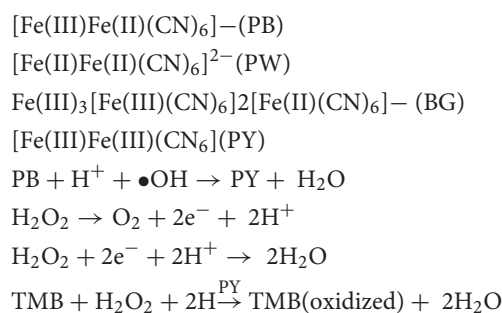 [Fe(III)Fe(II)(CN)₆]−(PB)
[Fe(II)Fe(II)(CN)₆]²⁻(PW)
Fe(III)₃[Fe(III)(CN)₆]2[Fe(II)(CN)₆]− (BG)
[Fe(III)Fe(III)(CN₆](PY)
PB + H⁺ + •OH → PY + H₂O
H₂O₂ → O₂ + 2e⁻ + 2H⁺
H₂O₂ + 2e⁻ + 2H⁺ → 2H₂O
TMB + H₂O₂ + 2H PY→ TMB(oxidized) + 2H₂O